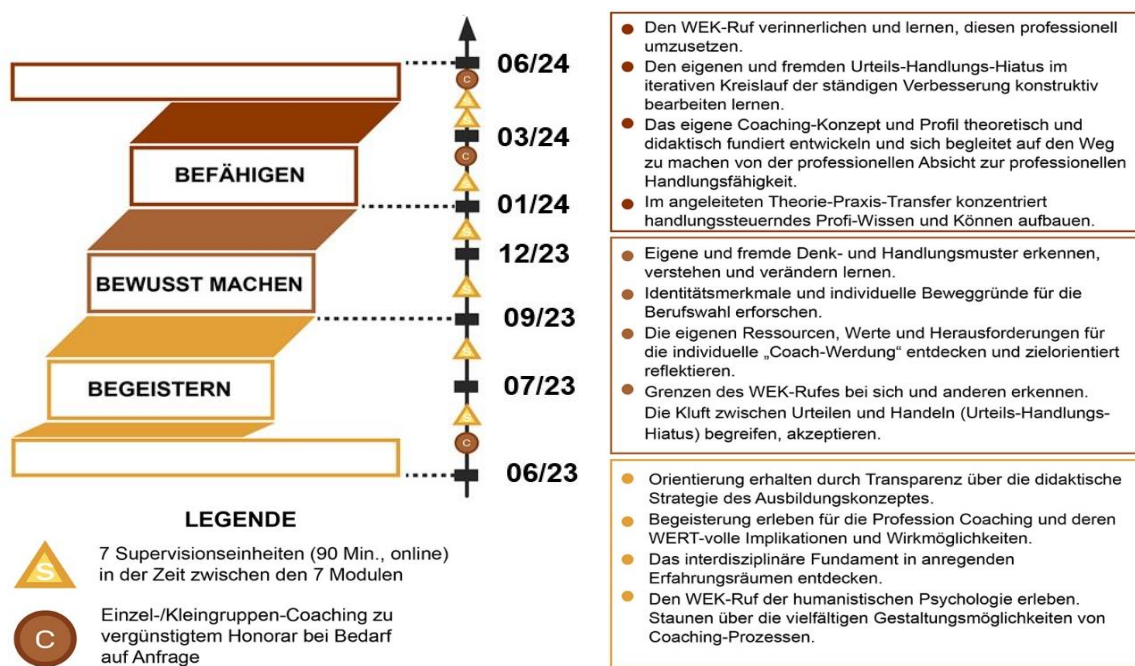 06/24
C
S
S
03/24
C
BEFÄHIGEN
S
01/24
S
12/23
BEWUSST MACHEN
S
09/23
S
07/23
BEGEISTERN
S
C
06/23
LEGENDE
S
7 Supervisionseinheiten (90 Min., online)
in der Zeit zwischen den 7 Modulen
C
Einzel-/Kleingruppen-Coaching zu
vergünstigtem Honorar bei Bedarf
auf Anfrage
Den WEK-Ruf verinnerlichen und lernen, diesen professionell
umzusetzen.
Den eigenen und fremden Urteils-Handlungs-Hiatus im
iterativen Kreislauf der ständigen Verbesserung konstruktiv
bearbeiten lernen.
Das eigene Coaching-Konzept und Profil theoretisch und
didaktisch fundiert entwickeln und sich begleitet auf den Weg
zu machen von der professionellen Absicht zur professionellen
Handlungsfähigkeit.
Im angeleiteten Theorie-Praxis-Transfer konzentriert
handlungssteuerndes Profi-Wissen und Können aufbauen.
Eigene und fremde Denk- und Handlungsmuster erkennen,
verstehen und verändern lernen.
Identitätsmerkmale und individuelle Beweggründe für die
Berufswahl erforschen.
Die eigenen Ressourcen, Werte und Herausforderungen für
die individuelle „Coach-Werdung“ entdecken und zielorientiert
reflektieren.
Grenzen des WEK-Rufes bei sich und anderen erkennen.
Die Kluft zwischen Urteilen und Handeln (Urteils-Handlungs-
Hiatus) begreifen, akzeptieren.
Orientierung erhalten durch Transparenz über die didaktische
Strategie des Ausbildungskonzeptes.
Begeisterung erleben für die Profession Coaching und deren
WERT-volle Implikationen und Wirkmöglichkeiten.
Das interdisziplinäre Fundament in anregenden
Erfahrungsräumen entdecken.
Den WEK-Ruf der humanistischen Psychologie erleben.
Staunen über die vielfältigen Gestaltungsmöglichkeiten von
Coaching-Prozessen.